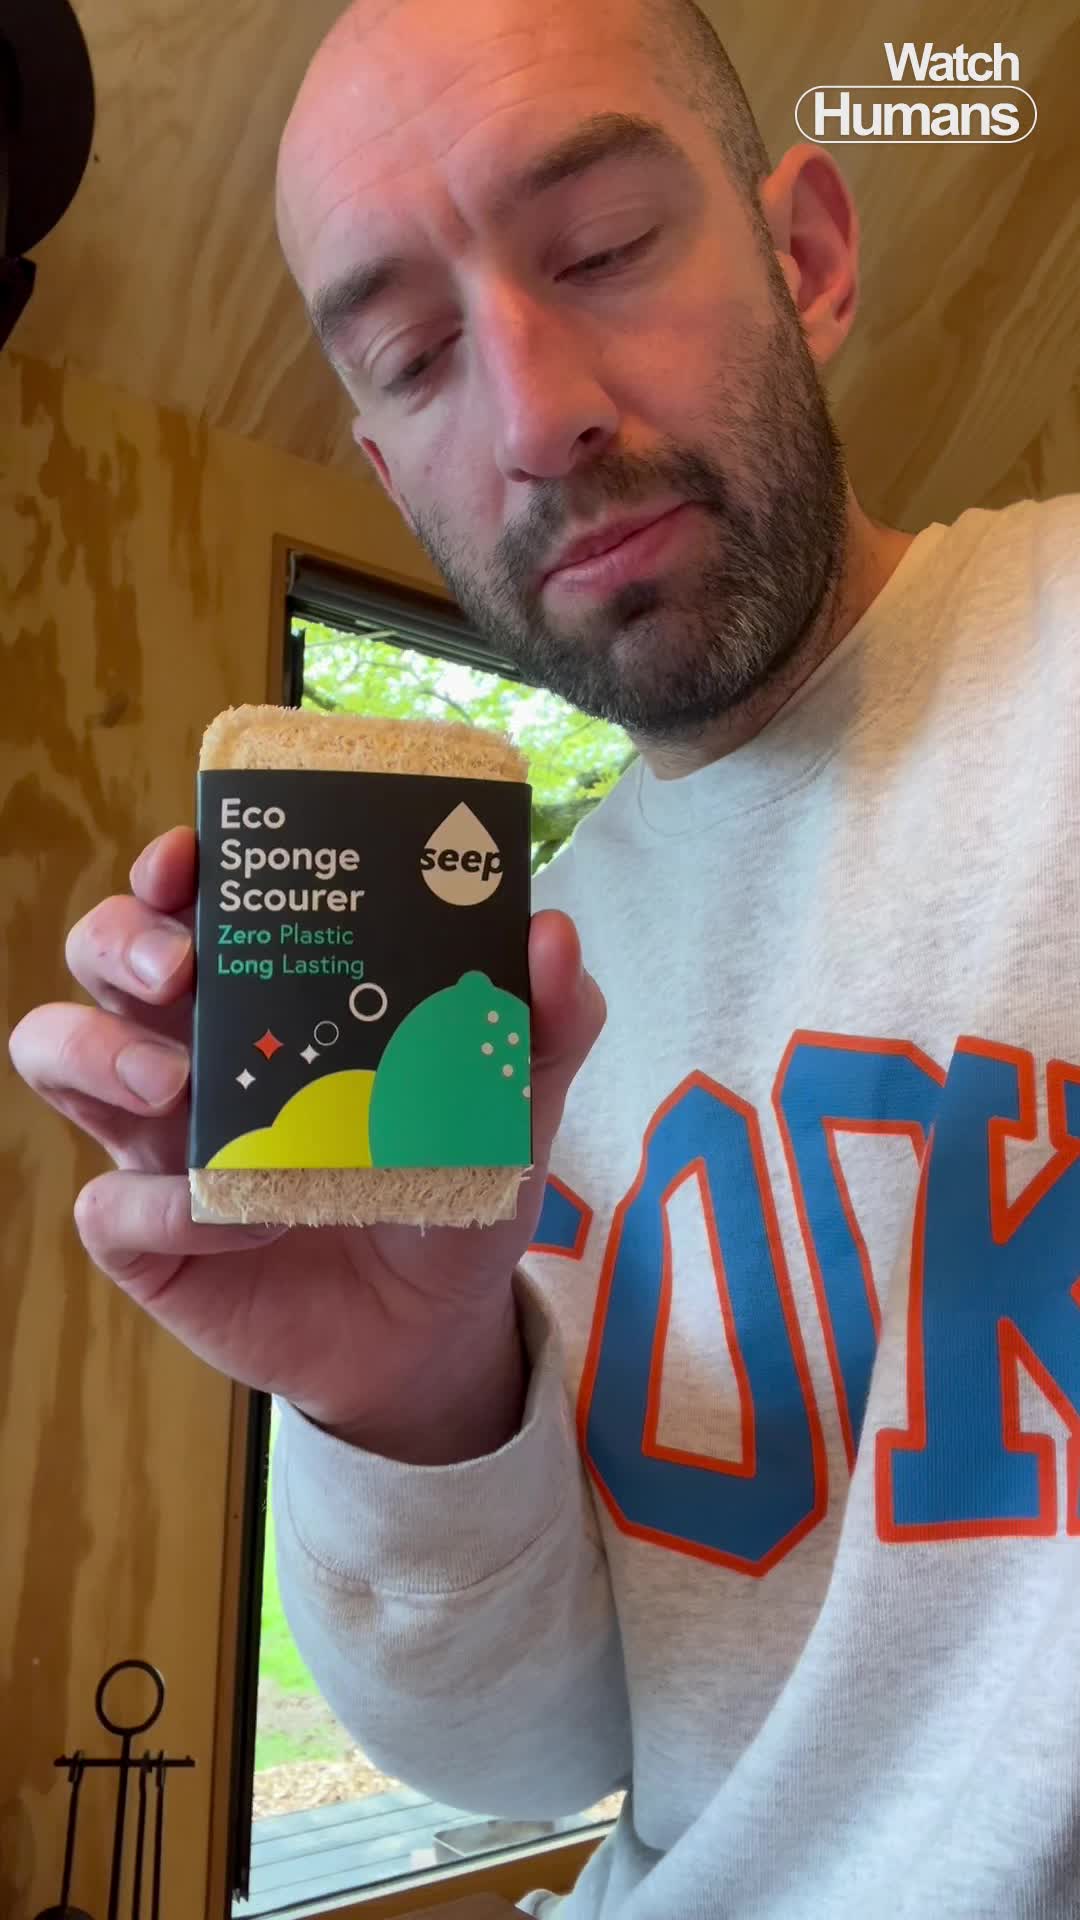 Watch
Humans
Eco
Sponge
Scourer
Zero Plastic
Long Lasting
seep